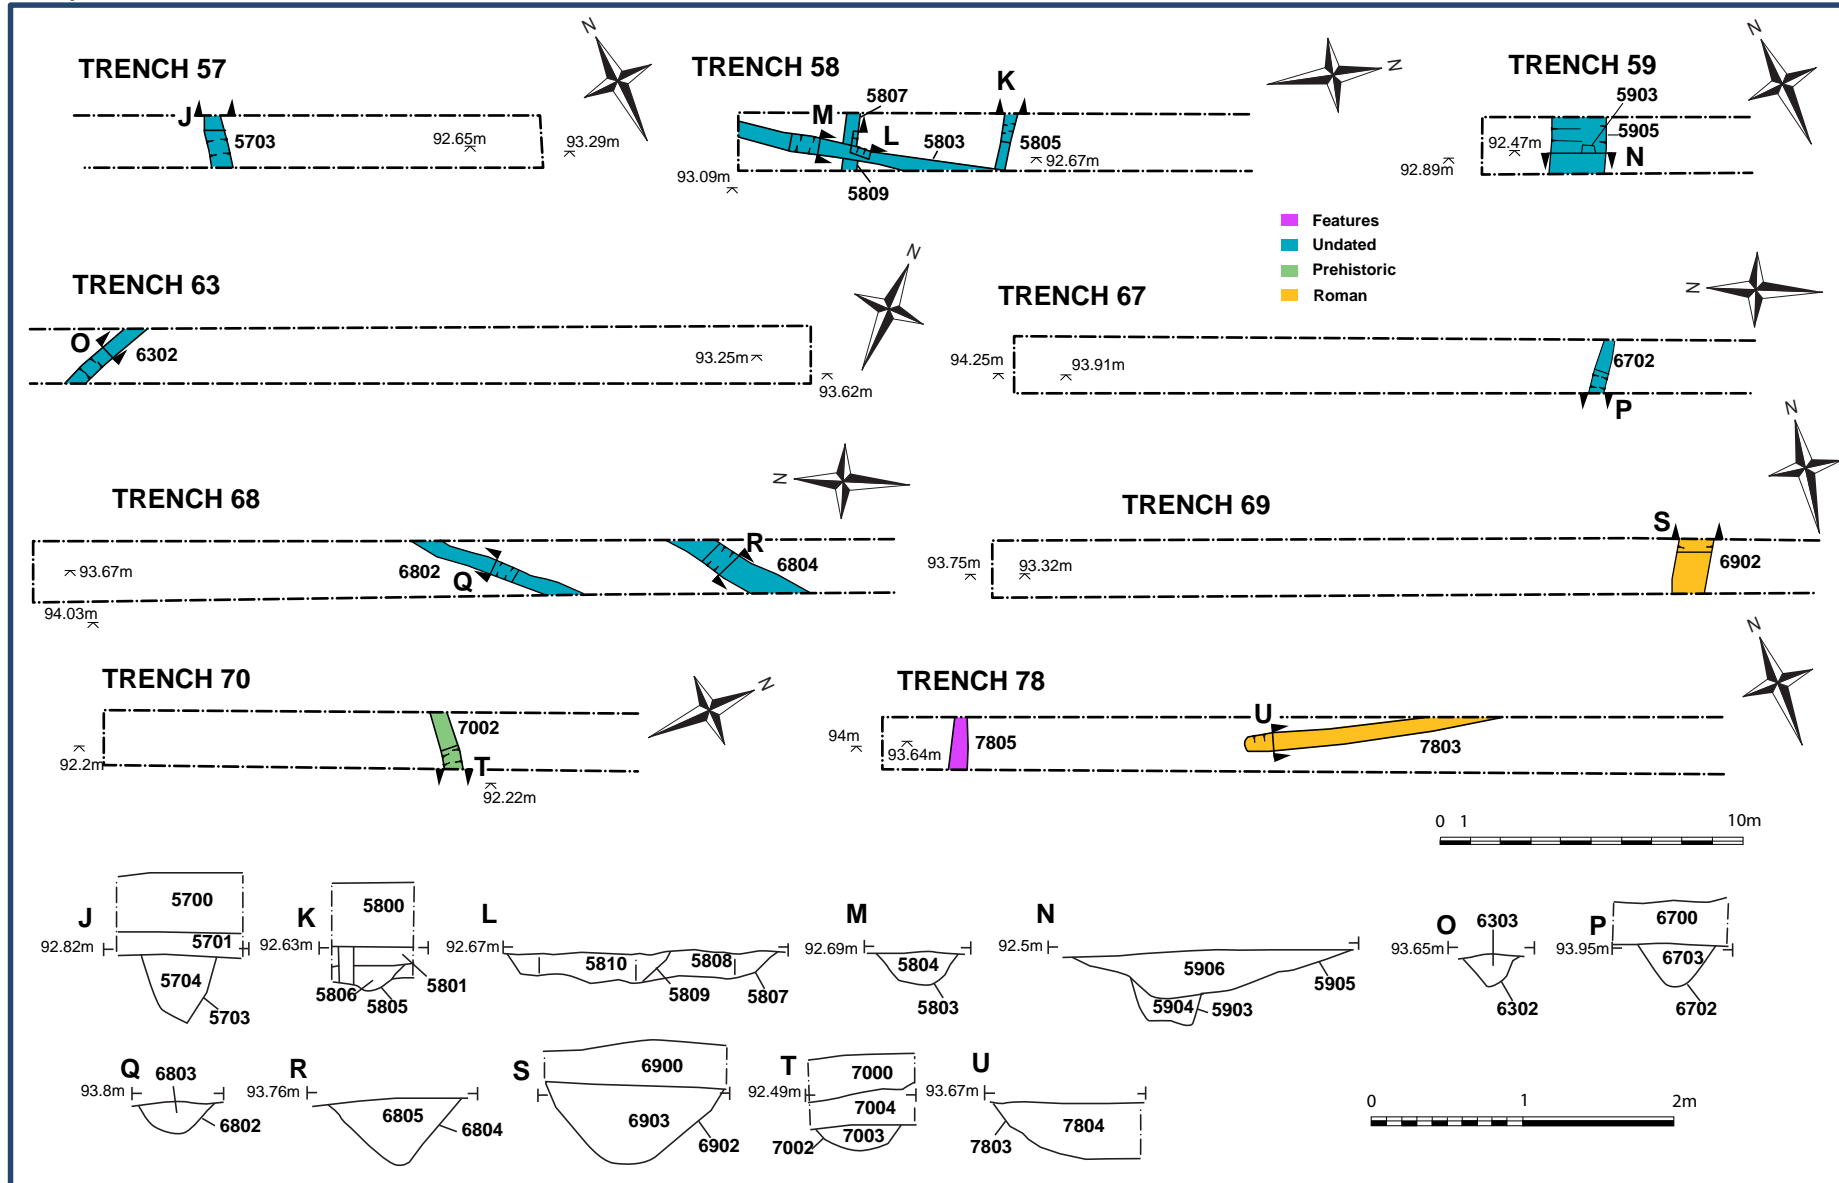 TRENCH 57
N
J
5703
92.65m
93.29m
TRENCH 58
N
K
5807
M
L
5803
5805
92.67m
93.09m
5809
TRENCH 59
N
5903
5905
92.47m
N
92.89m
Features
Undated
Prehistoric
Roman
TRENCH 63
N
O
6302
93.25m
93.62m
TRENCH 67
N
94.25m
93.91m
6702
P
TRENCH 68
N
93.67m
6802
Q
R
6804
94.03m
TRENCH 69
N
S
93.75m
93.32m
6902
TRENCH 70
N
7002
T
92.2m
92.22m
TRENCH 78
N
94m
93.64m
7805
U
7803
0 1 10m
J
5700
5701
92.82m
5704
5703
K
5800
92.63m
5801
5806
5805
L
92.67m
5810
5808
5809
5807
M
92.69m
5804
5803
N
92.5m
5906
5905
5904
5903
O
6303
93.65m
6302
P
6700
93.95m
6703
6702
Q
6803
93.8m
6802
R
93.76m
6805
6804
S
6900
6903
6902
T
7000
92.49m
7004
7003
7002
U
93.67m
7804
7803
0 1 2m